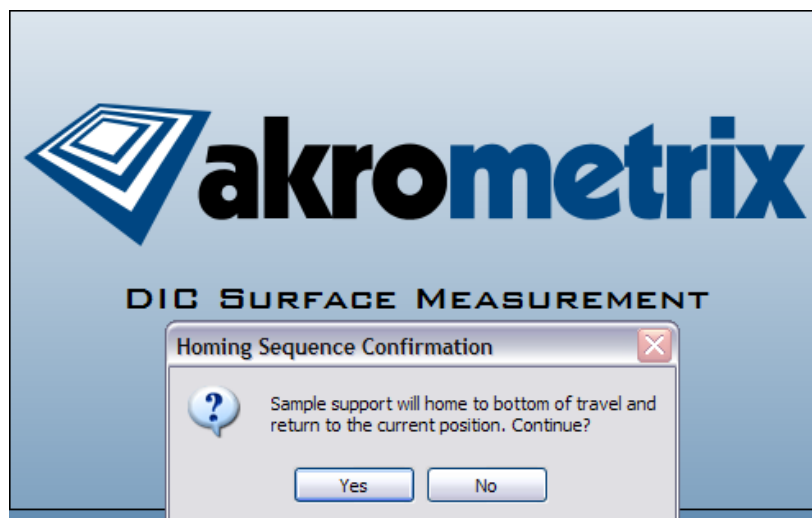 akrometrix
DIC SURFACE MEASUREMENT
Homing Sequence Confirmation
Sample support will home to bottom of travel and
return to the current position. Continue?
Yes
No